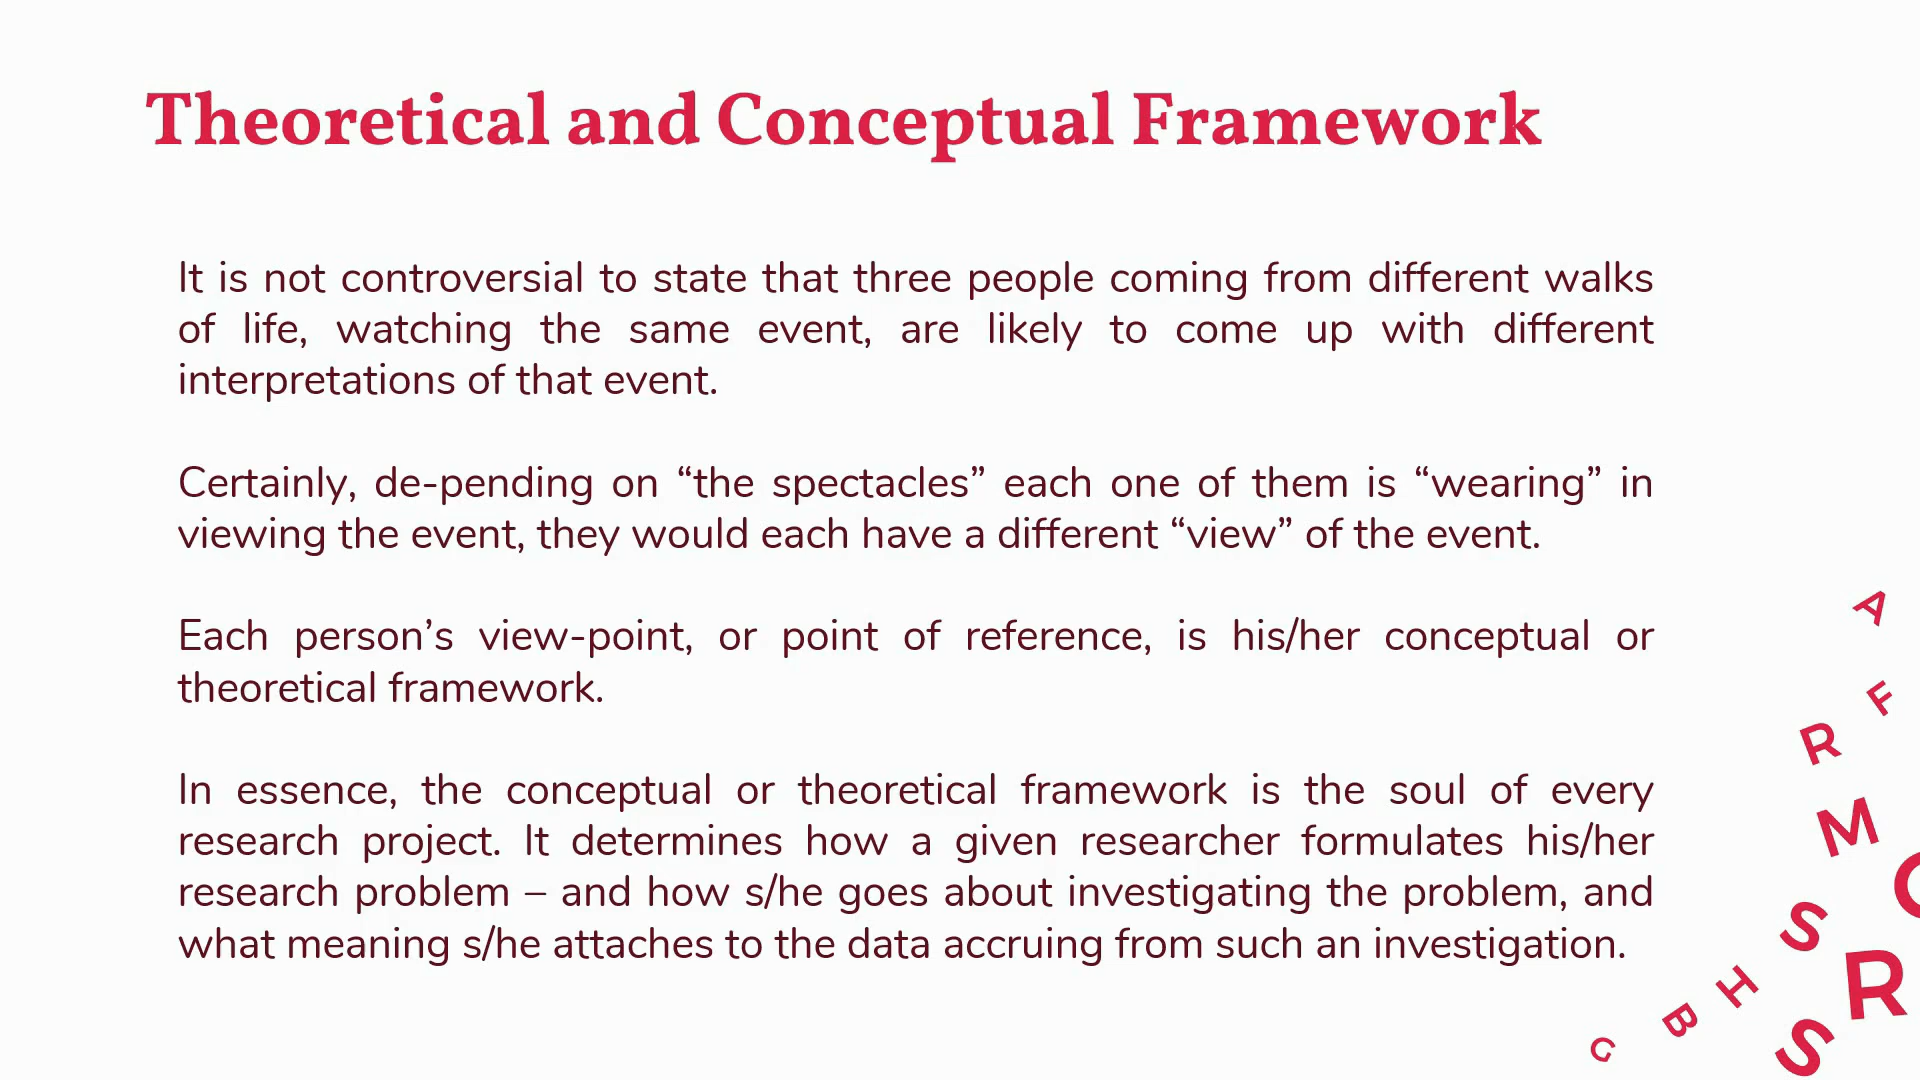 Theoretical and Conceptual Framework
It is not controversial to state that three people coming from different walks
of life, watching the same event, are likely to come up with different
interpretations of that event.
Certainly, de-pending on “the spectacles” each one of them is “wearing” in
viewing the event, they would each have a different “view” of the event.
Each person’s view-point, or point of reference, is his/her conceptual or
theoretical framework.
In essence, the conceptual or theoretical framework is the soul of every
research project. It determines how a given researcher formulates his/her
research problem – and how s/he goes about investigating the problem, and
what meaning s/he attaches to the data accruing from such an investigation.
A
F
R
M
S
R
H
B
S
G